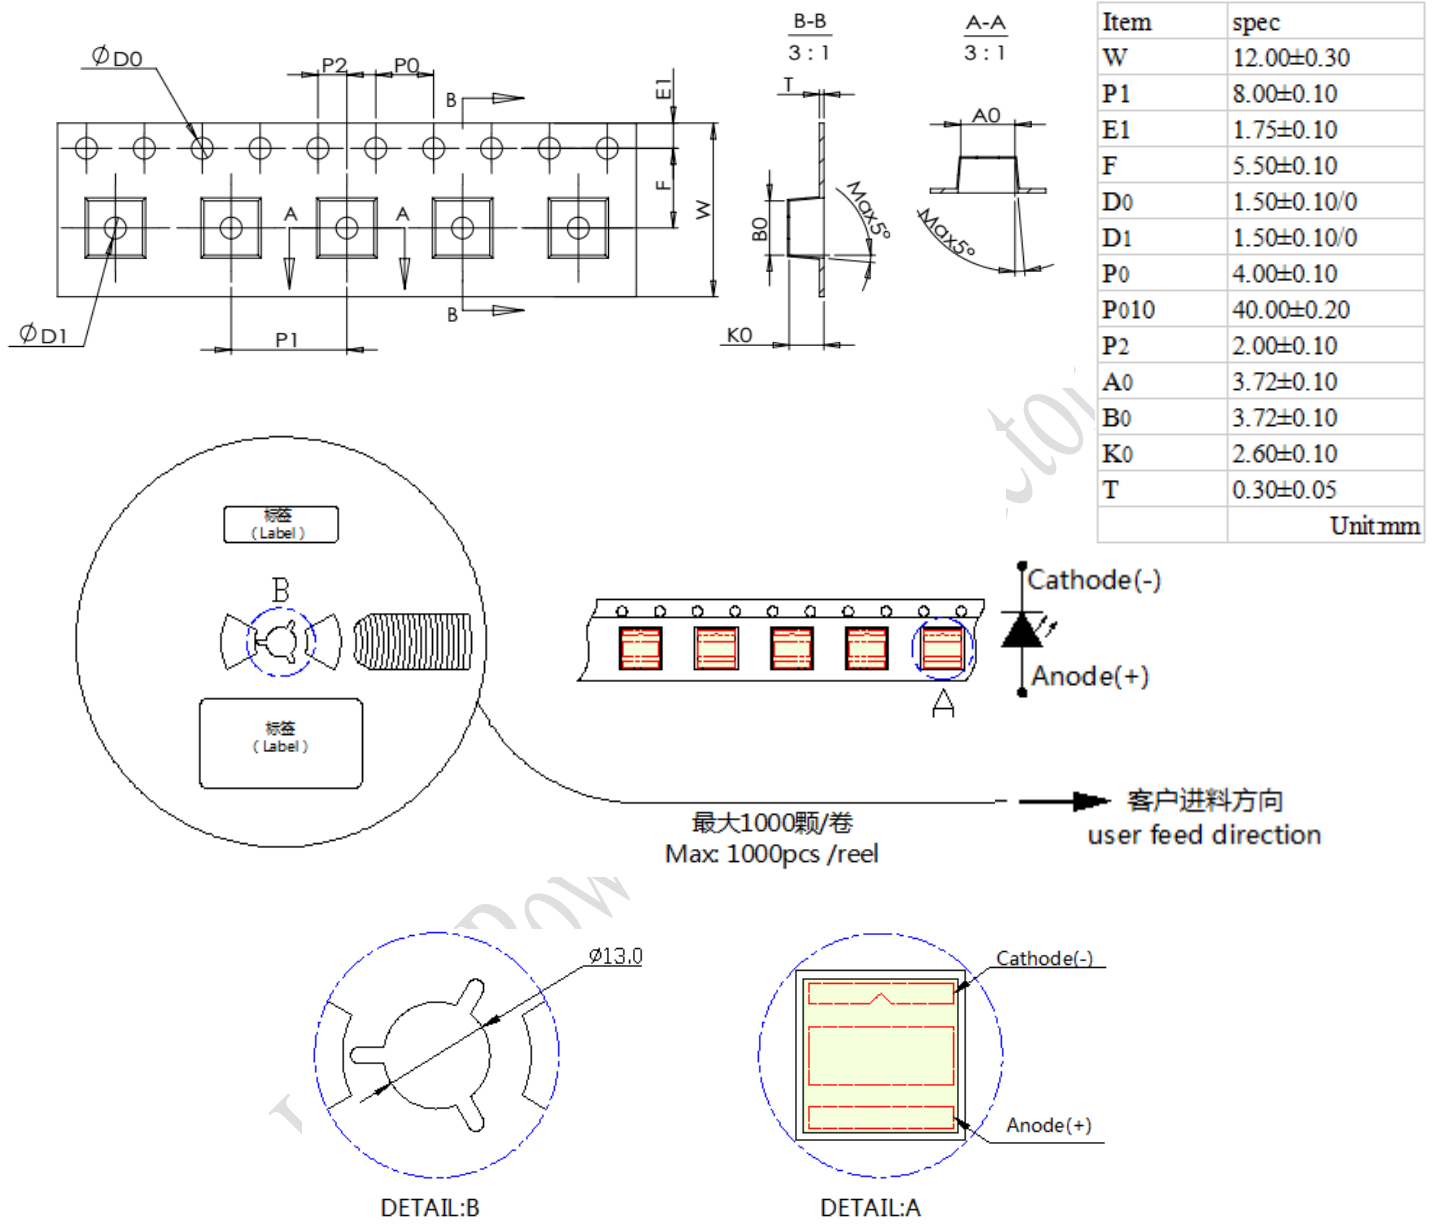 B-B
3 : 1
A-A
3 : 1
ØD0
P2
P0
B
E1
T
A0
F
W
A
A
B0
Max5°
Max5°
B
ØD1
P1
K0
Item spec
W 12.00±0.30
P1 8.00±0.10
E1 1.75±0.10
F 5.50±0.10
D0 1.50±0.10/0
D1 1.50±0.10/0
P0 4.00±0.10
P010 40.00±0.20
P2 2.00±0.10
A0 3.72±0.10
B0 3.72±0.10
K0 2.60±0.10
T 0.30±0.05
Unit:mm
标签
( Label )
B
标签
( Label )
Cathode(-)
Anode(+)
A
最大1000颗/卷
Max: 1000pcs /reel
客户进料方向
user feed direction
Ø13.0
DETAIL:B
Cathode(-)
Anode(+)
DETAIL:A